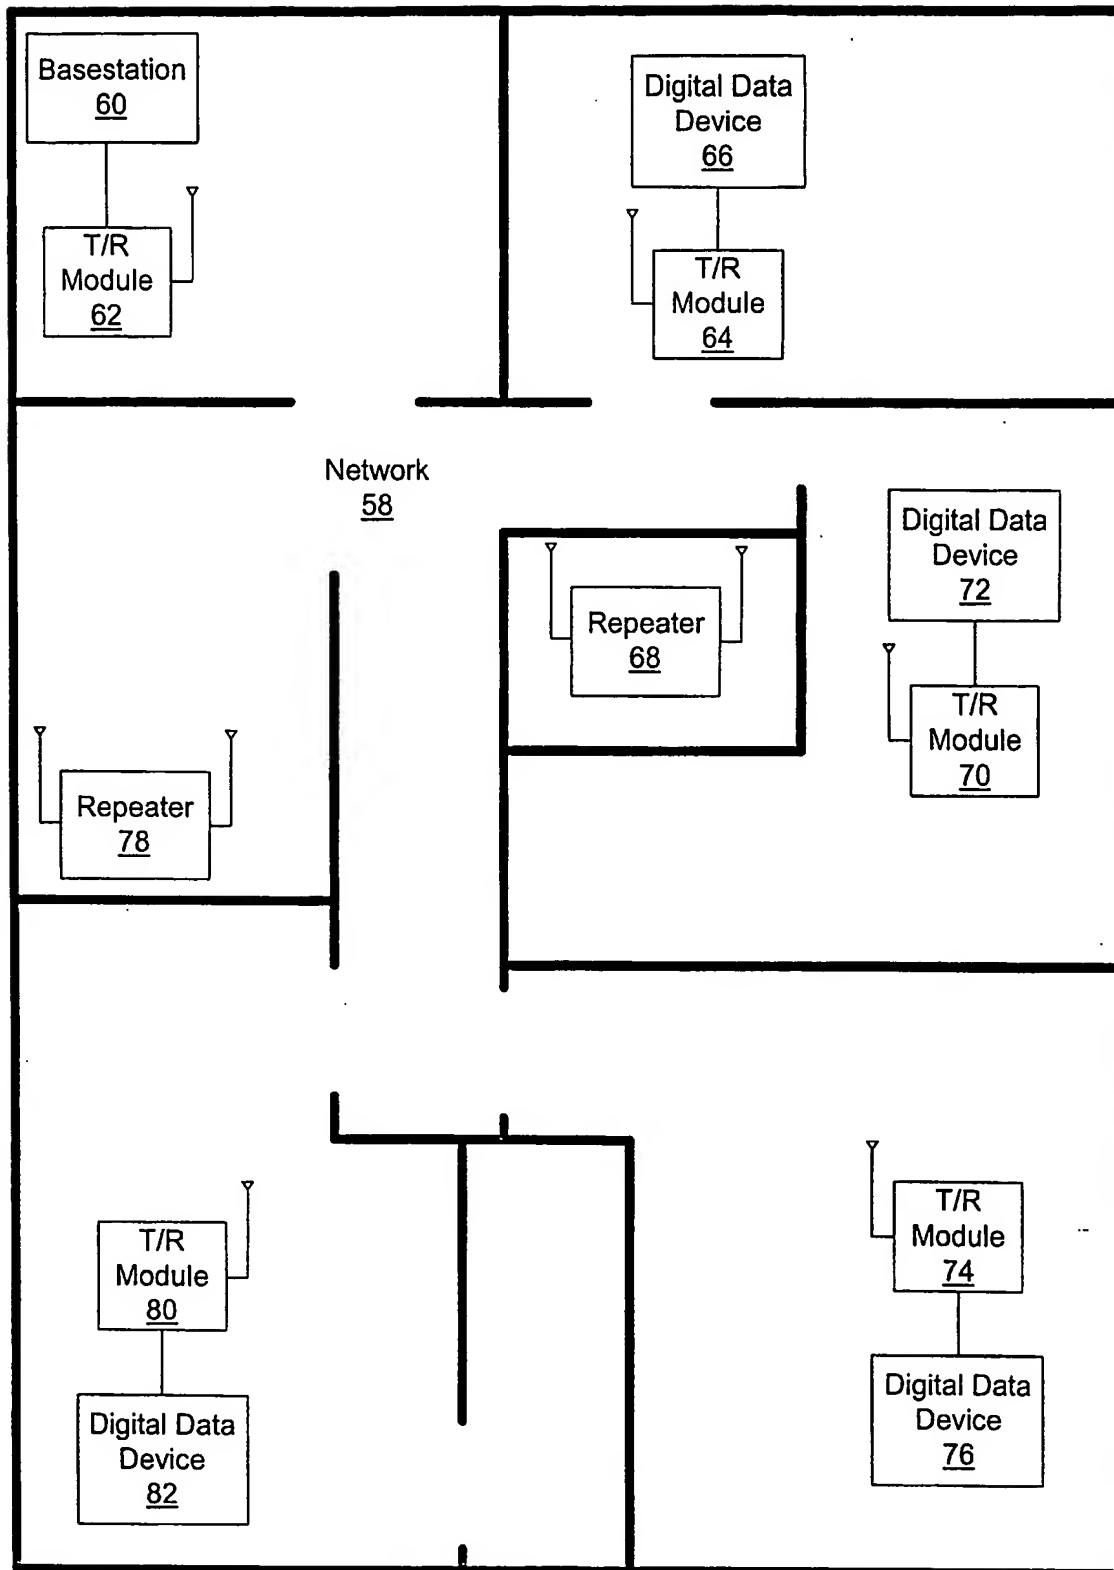 Basestation
60
T/R
Module
62
Digital Data
Device
66
T/R
Module
64
Network
58
Repeater
68
Digital Data
Device
72
T/R
Module
70
Repeater
78
T/R
Module
80
Digital Data
Device
82
T/R
Module
74
Digital Data
Device
76